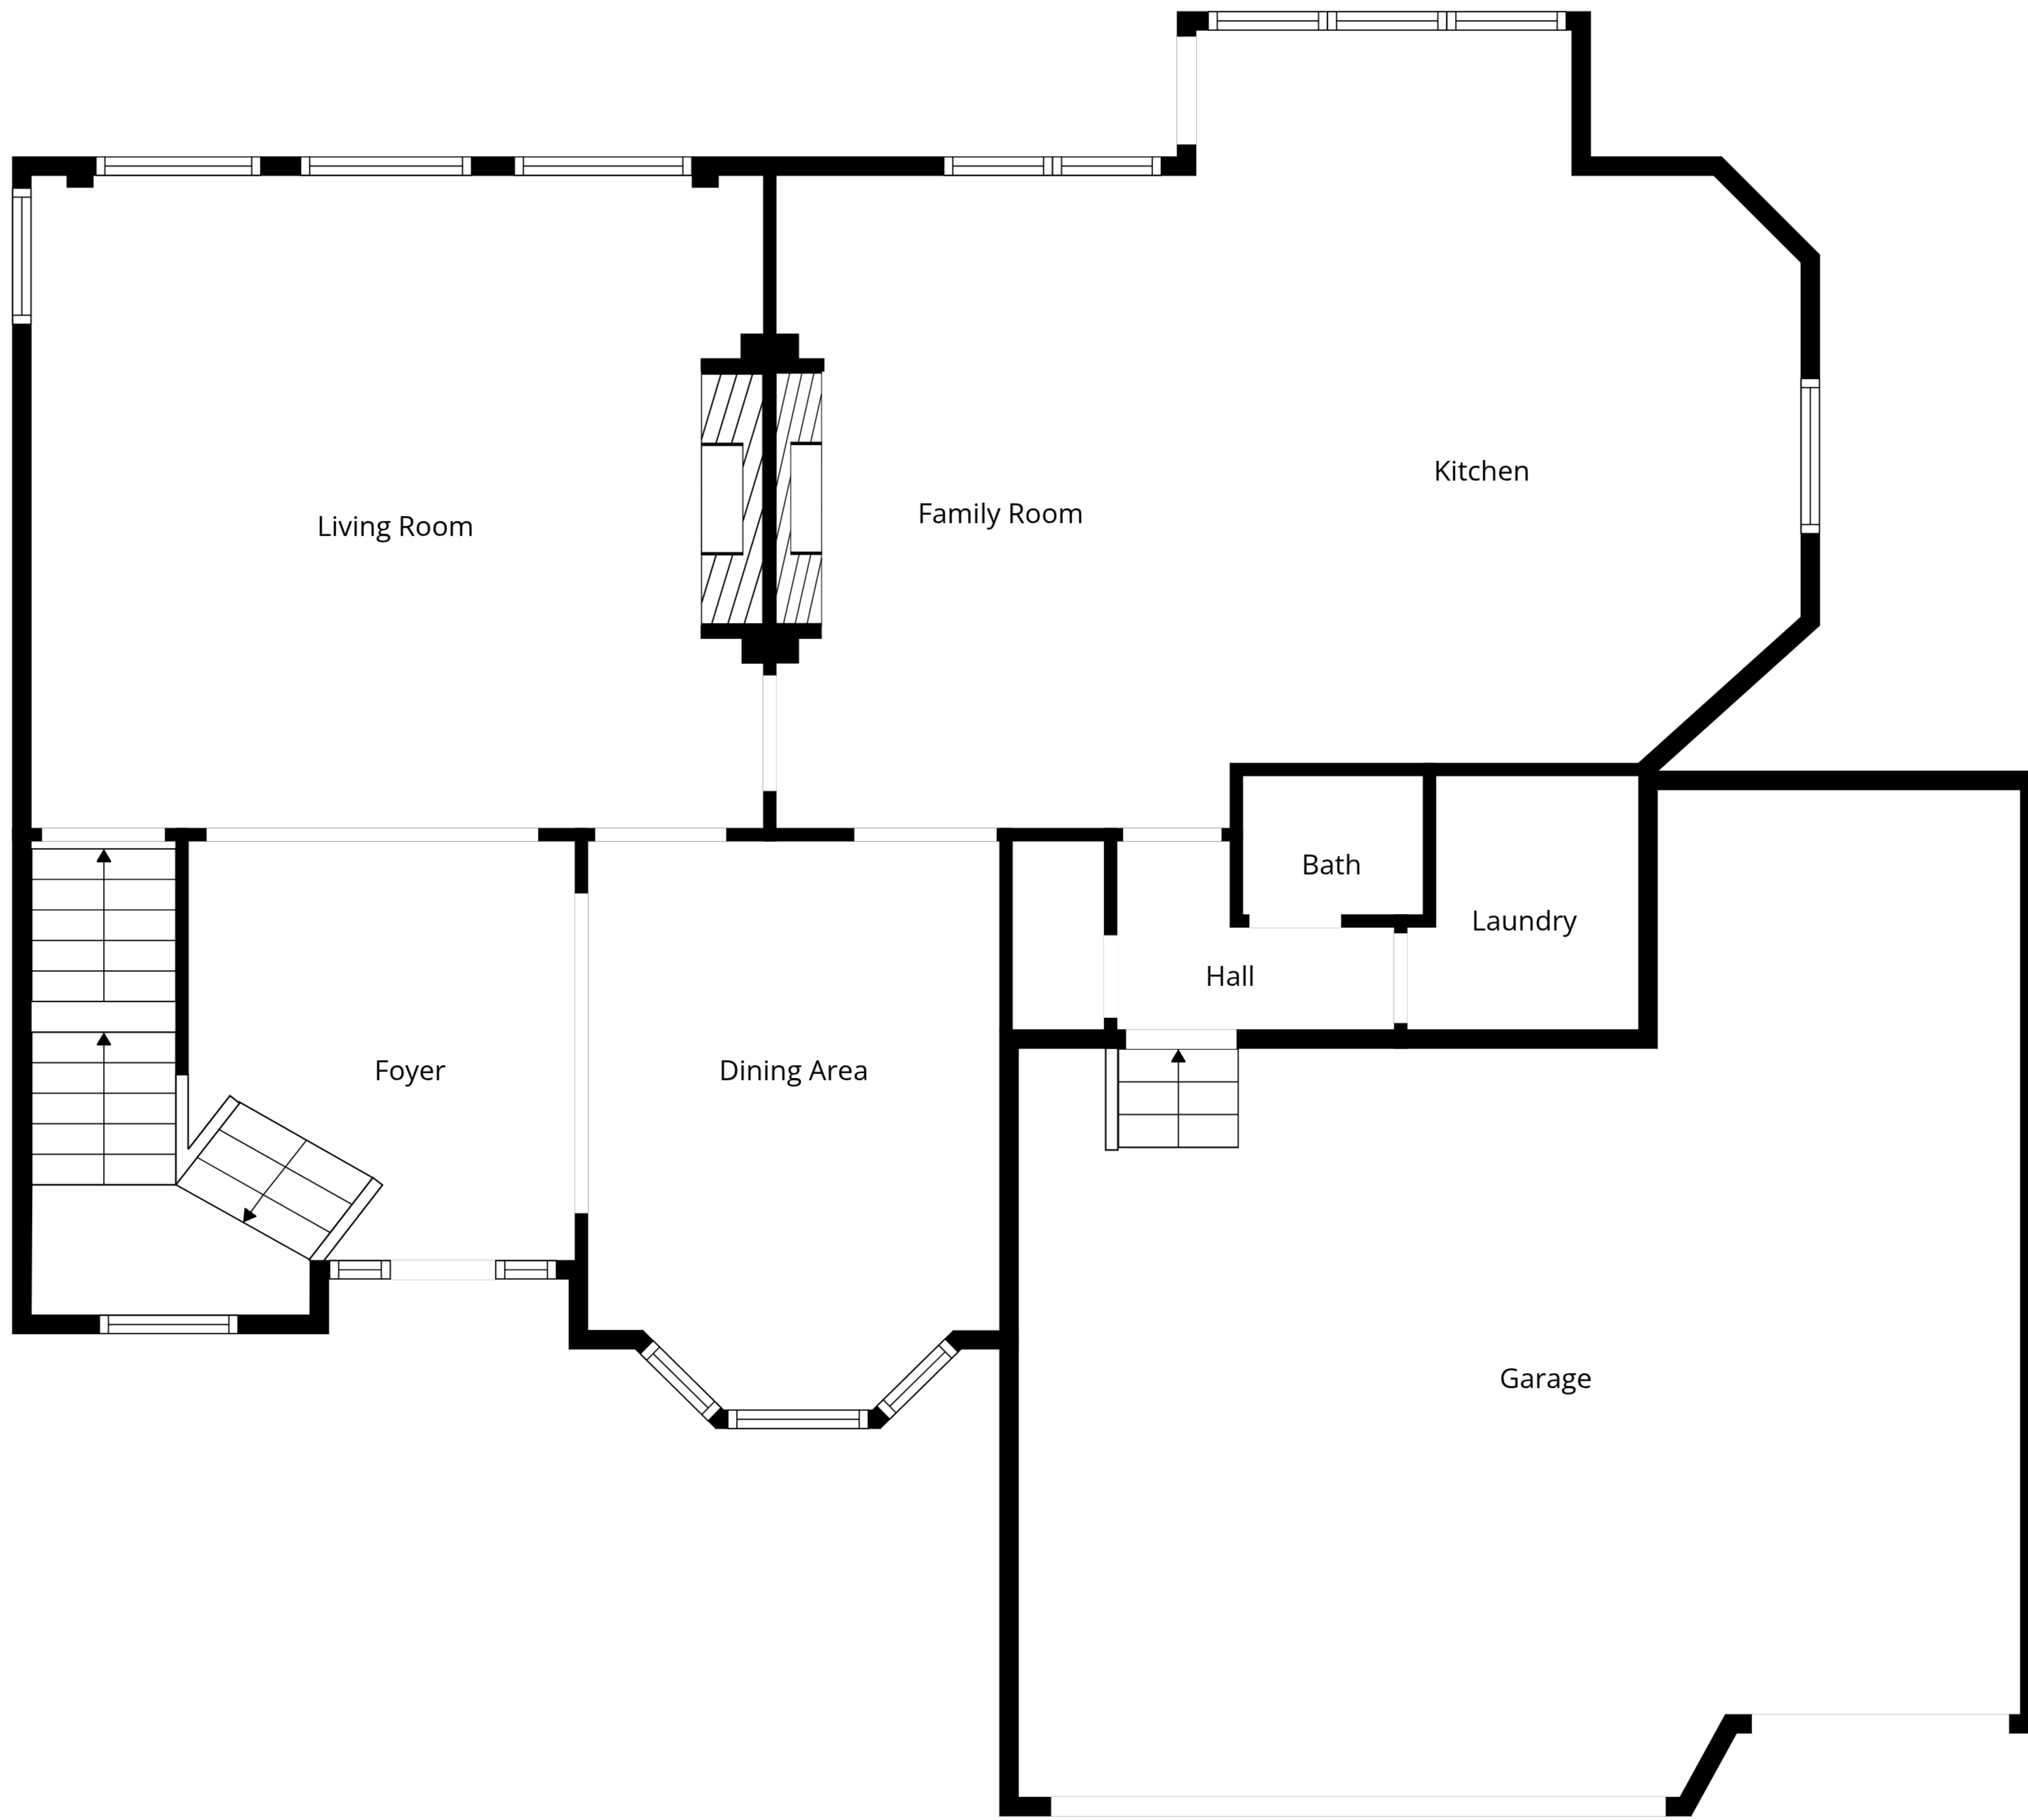 Kitchen
Family Room
Living Room
Bath
Laundry
Hall
Foyer
Dining Area
Garage